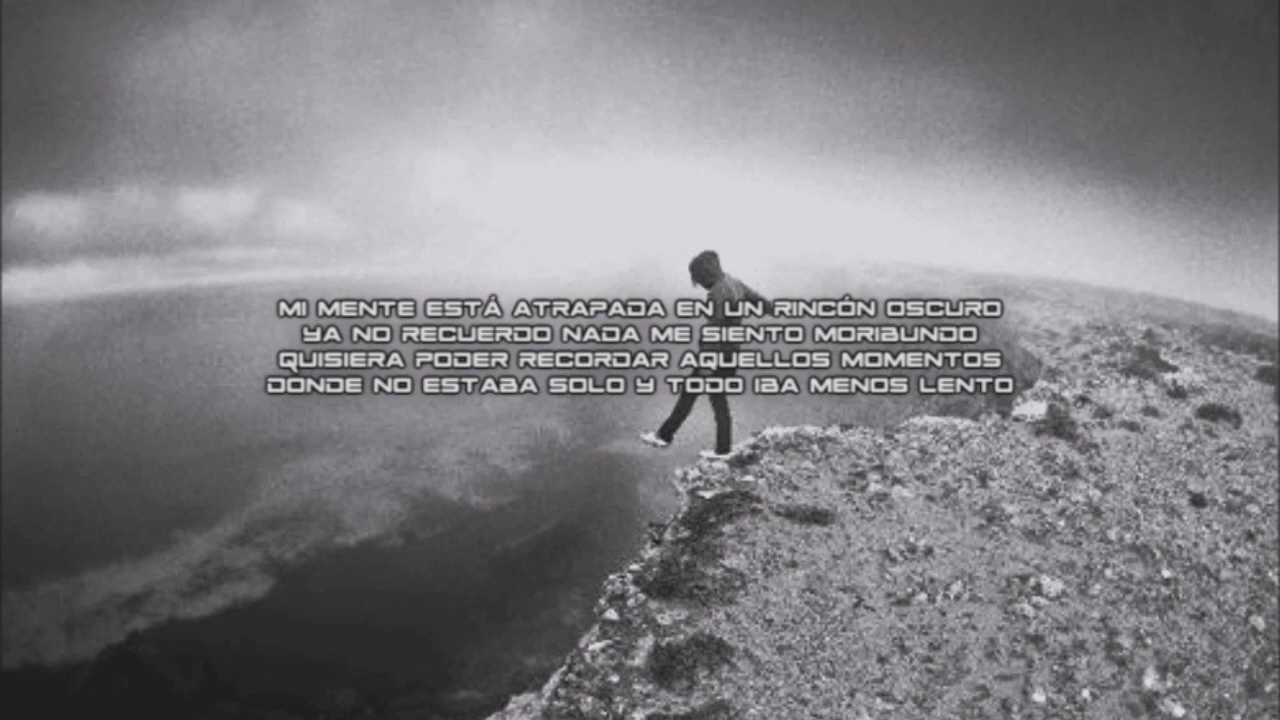 MI MENTE ESTÁ ATRAPADA EN UN RINCÓN OSCURO
YA NO RECUERDO NADA ME SIENTO MORIBUNDO
QUISIERA PODER RECORDAR AQUELLOS MOMENTOS
DONDE NO ESTABA SOLO Y TODO IBA MENOS LENTO